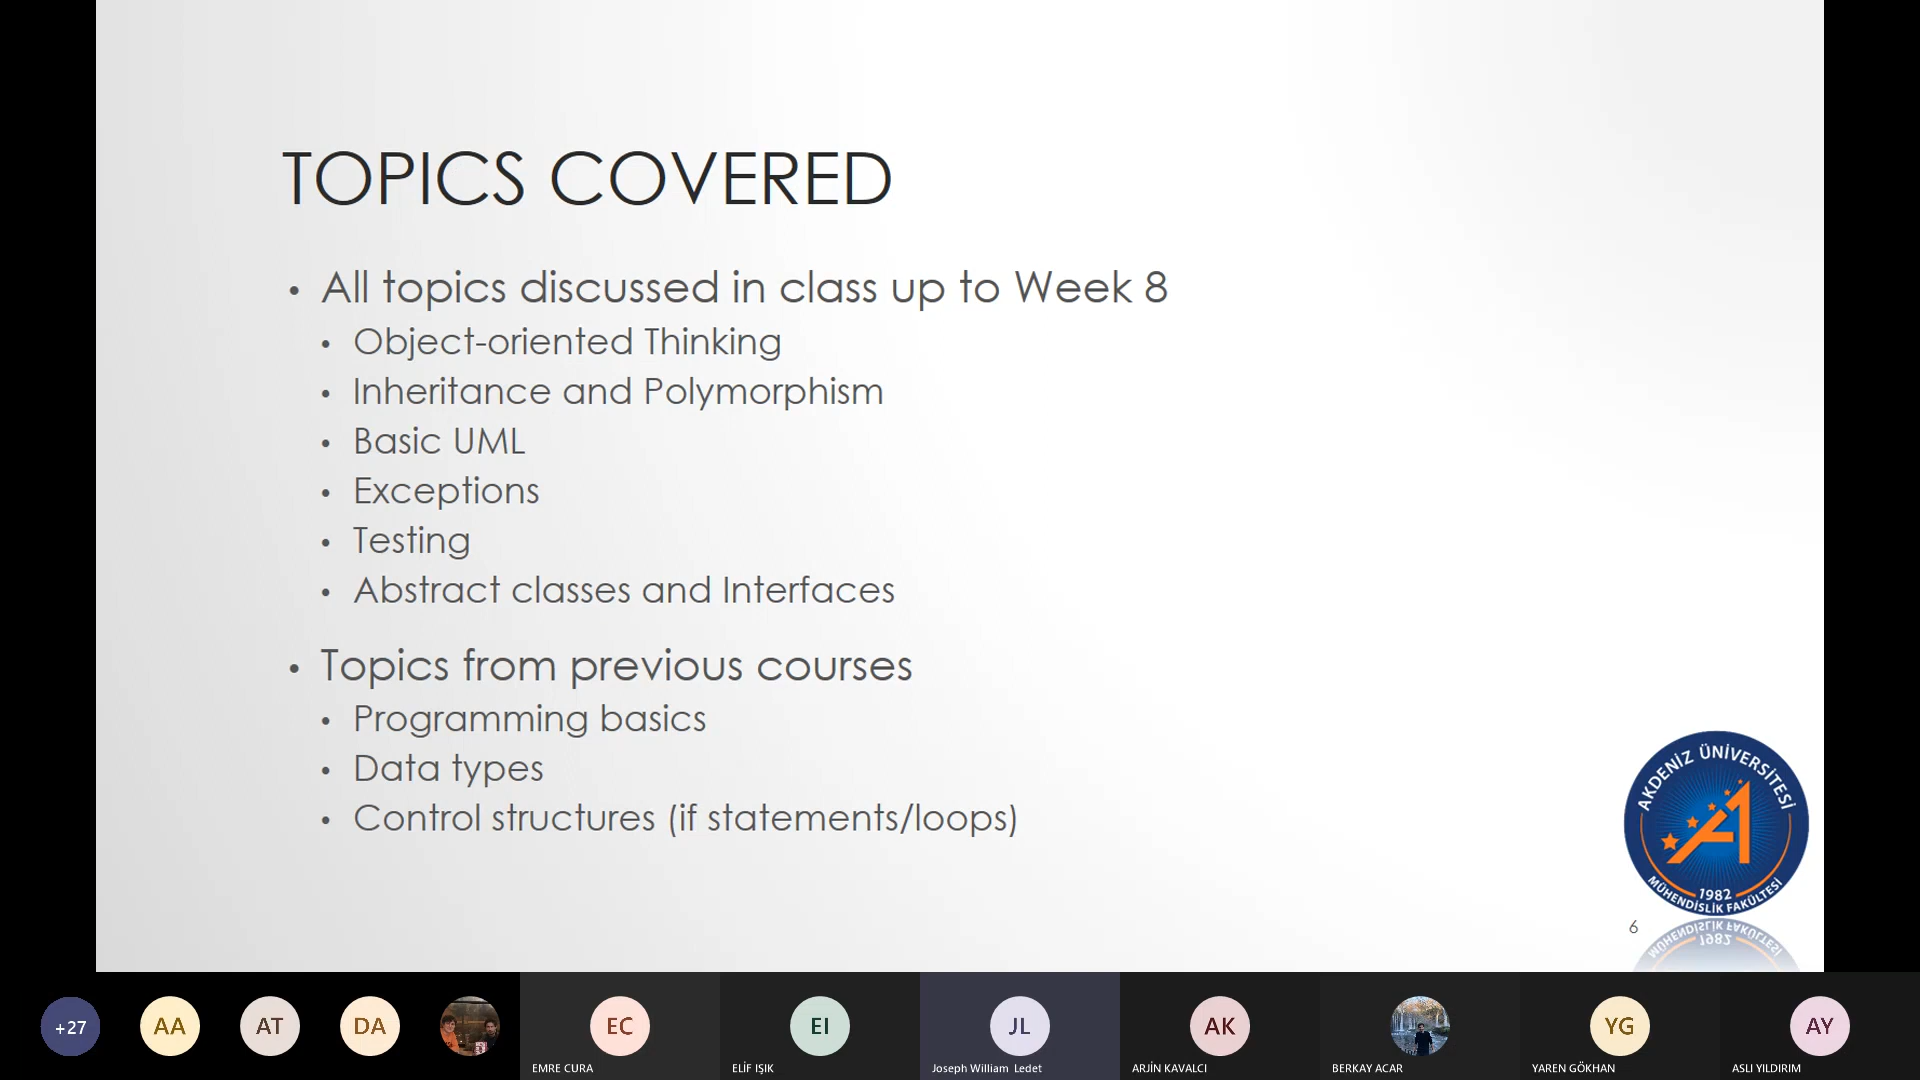 TOPICS COVERED
• All topics discussed in class up to Week 8
• Object-oriented Thinking
• Inheritance and Polymorphism
• Basic UML
• Exceptions
• Testing
• Abstract classes and Interfaces
• Topics from previous courses
• Programming basics
• Data types
• Control structures (if statements/loops)
AKDENİZ ÜNİVERSİTESİ
1982
MÜHENDİSLİK FAKÜLTESİ
6
+27
AA
AT
DA
EC
EI
JL
AK
YG
AY
EMRE CURA
ELİF IŞIK
Joseph William Ledet
ARJİN KAVALCI
BERKAY ACAR
YAREN GÖKHAN
ASLI YILDIRIM